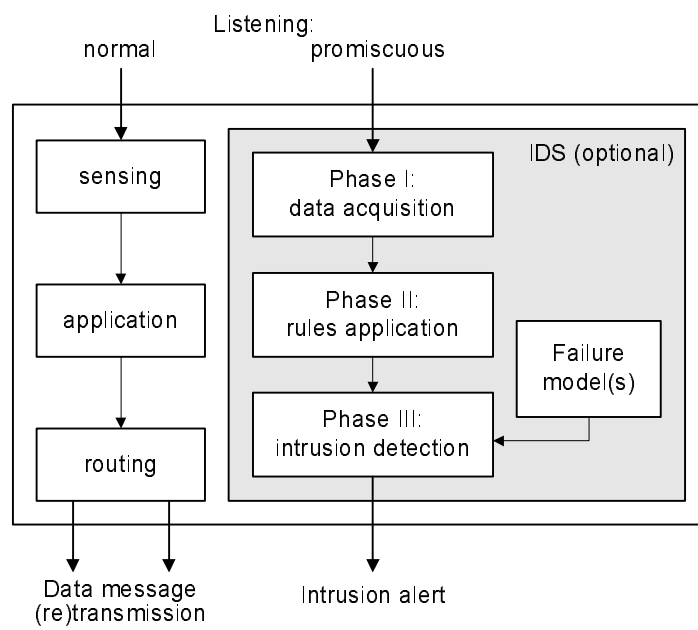 Listening:
normal
promiscuous
IDS (optional)
sensing
Phase I:
data acquisition
application
Phase II:
rules application
Failure
model(s)
routing
Phase III:
intrusion detection
Data message
(re)transmission
Intrusion alert